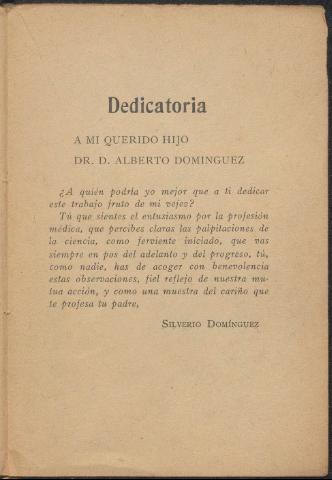 Dedicatoria
A MI QUERIDO HIJO
DR. D. ALBERTO DOMINGUEZ
¿A quién podría yo mejor que a ti dedicar
este trabajo fruto de mi vejez?
Tú que sientes el entusiasmo por la profesión
médica, que percibes claras las palpitaciones de
la ciencia, como ferviente iniciado, que vas
siempre en pos del adelanto y del progreso, tú,
como nadie, has de acoger con benevolencia
estas observaciones, fiel reflejo de nuestra mu-
tua acción, y como una muestra del cariño que
te profesa tu padre,
SILVERIO DOMÍNGUEZ